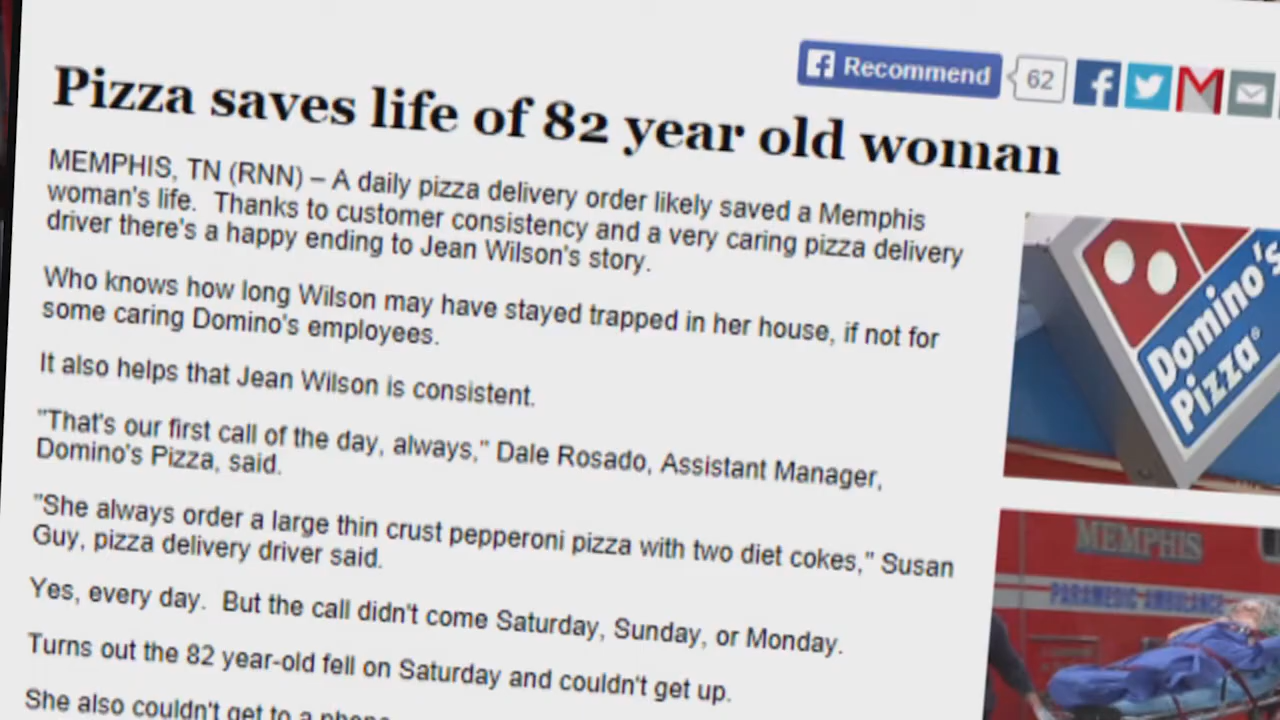 Recommend
62
Pizza saves life of 82 year old woman
MEMPHIS, TN (RNN) – A daily pizza delivery order likely saved a Memphis
woman's life.  Thanks to customer consistency and a very caring pizza delivery
driver there's a happy ending to Jean Wilson's story.
Who knows how long Wilson may have stayed trapped in her house, if not for
some caring Domino's employees.
It also helps that Jean Wilson is consistent.
"That's our first call of the day, always," Dale Rosado, Assistant Manager,
Domino's Pizza, said.
"She always order a large thin crust pepperoni pizza with two diet cokes," Susan
Guy, pizza delivery driver said.
Yes, every day.  But the call didn't come Saturday, Sunday, or Monday.
Turns out the 82 year-old fell on Saturday and couldn't get up.
She also couldn't get to a phone
Domino's
Pizza®
MEMPHIS
PARAMEDIC AMBULANCE